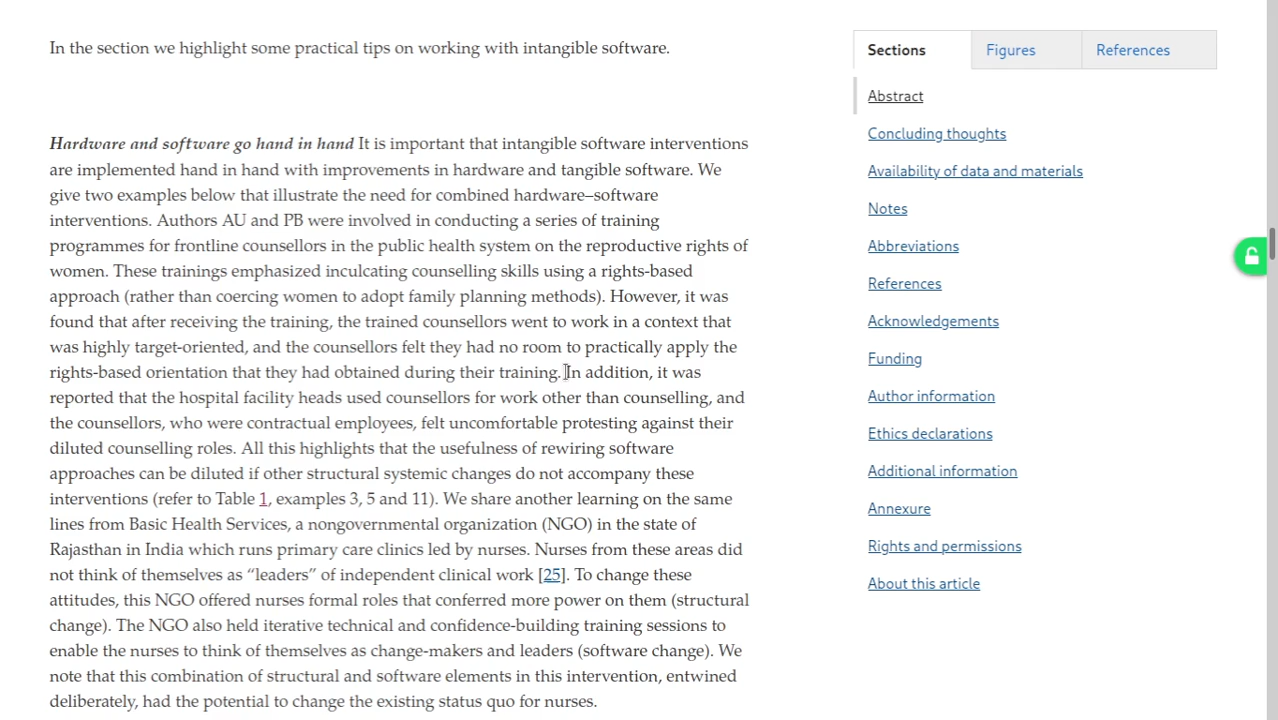 In the section we highlight some practical tips on working with intangible software.
Hardware and software go hand in hand It is important that intangible software interventions
are implemented hand in hand with improvements in hardware and tangible software. We
give two examples below that illustrate the need for combined hardware–software
interventions. Authors AU and PB were involved in conducting a series of training
programmes for frontline counsellors in the public health system on the reproductive rights of
women. These trainings emphasized inculcating counselling skills using a rights-based
approach (rather than coercing women to adopt family planning methods). However, it was
found that after receiving the training, the trained counsellors went to work in a context that
was highly target-oriented, and the counsellors felt they had no room to practically apply the
rights-based orientation that they had obtained during their training. In addition, it was
reported that the hospital facility heads used counsellors for work other than counselling, and
the counsellors, who were contractual employees, felt uncomfortable protesting against their
diluted counselling roles. All this highlights that the usefulness of rewiring software
approaches can be diluted if other structural systemic changes do not accompany these
interventions (refer to Table 1, examples 3, 5 and 11). We share another learning on the same
lines from Basic Health Services, a nongovernmental organization (NGO) in the state of
Rajasthan in India which runs primary care clinics led by nurses. Nurses from these areas did
not think of themselves as “leaders” of independent clinical work [25]. To change these
attitudes, this NGO offered nurses formal roles that conferred more power on them (structural
change). The NGO also held iterative technical and confidence-building training sessions to
enable the nurses to think of themselves as change-makers and leaders (software change). We
note that this combination of structural and software elements in this intervention, entwined
deliberately, had the potential to change the existing status quo for nurses.
Sections
Figures
References
Abstract
Concluding thoughts
Availability of data and materials
Notes
Abbreviations
References
Acknowledgements
Funding
Author information
Ethics declarations
Additional information
Annexure
Rights and permissions
About this article